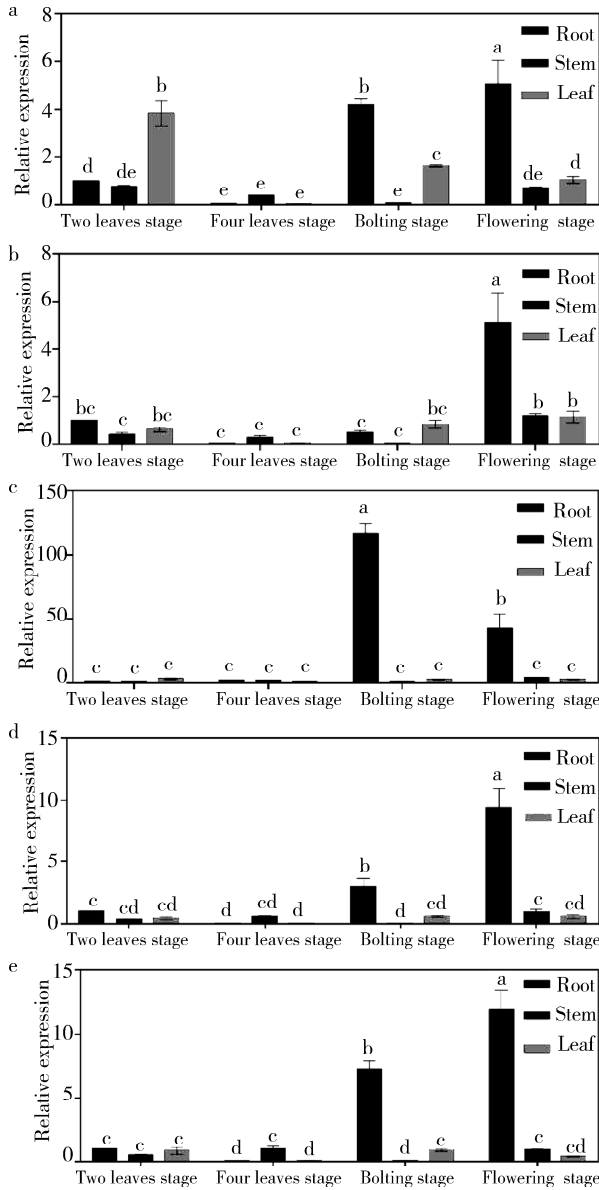 a
Relative expression
8
6
4
2
0
Root
Stem
Leaf
d de b
e e e
b e c
a de d
Two leaves stage Four leaves stage Bolting stage Flowering stage
b
Relative expression
8
6
4
2
0
Root
Stem
Leaf
bc c bc
c c c
c c bc
a b b
Two leaves stage Four leaves stage Bolting stage Flowering stage
c
Relative expression
150
100
50
0
Root
Stem
Leaf
c c c
c c c
a c c
b c c
Two leaves stage Four leaves stage Bolting stage Flowering stage
d
Relative expression
15
10
5
0
Root
Stem
Leaf
c cd cd
d cd d
b d cd
a c cd
Two leaves stage Four leaves stage Bolting stage Flowering stage
e
Relative expression
15
10
5
0
Root
Stem
Leaf
c c c
d c d
b d c
a c cd
Two leaves stage Four leaves stage Bolting stage Flowering stage